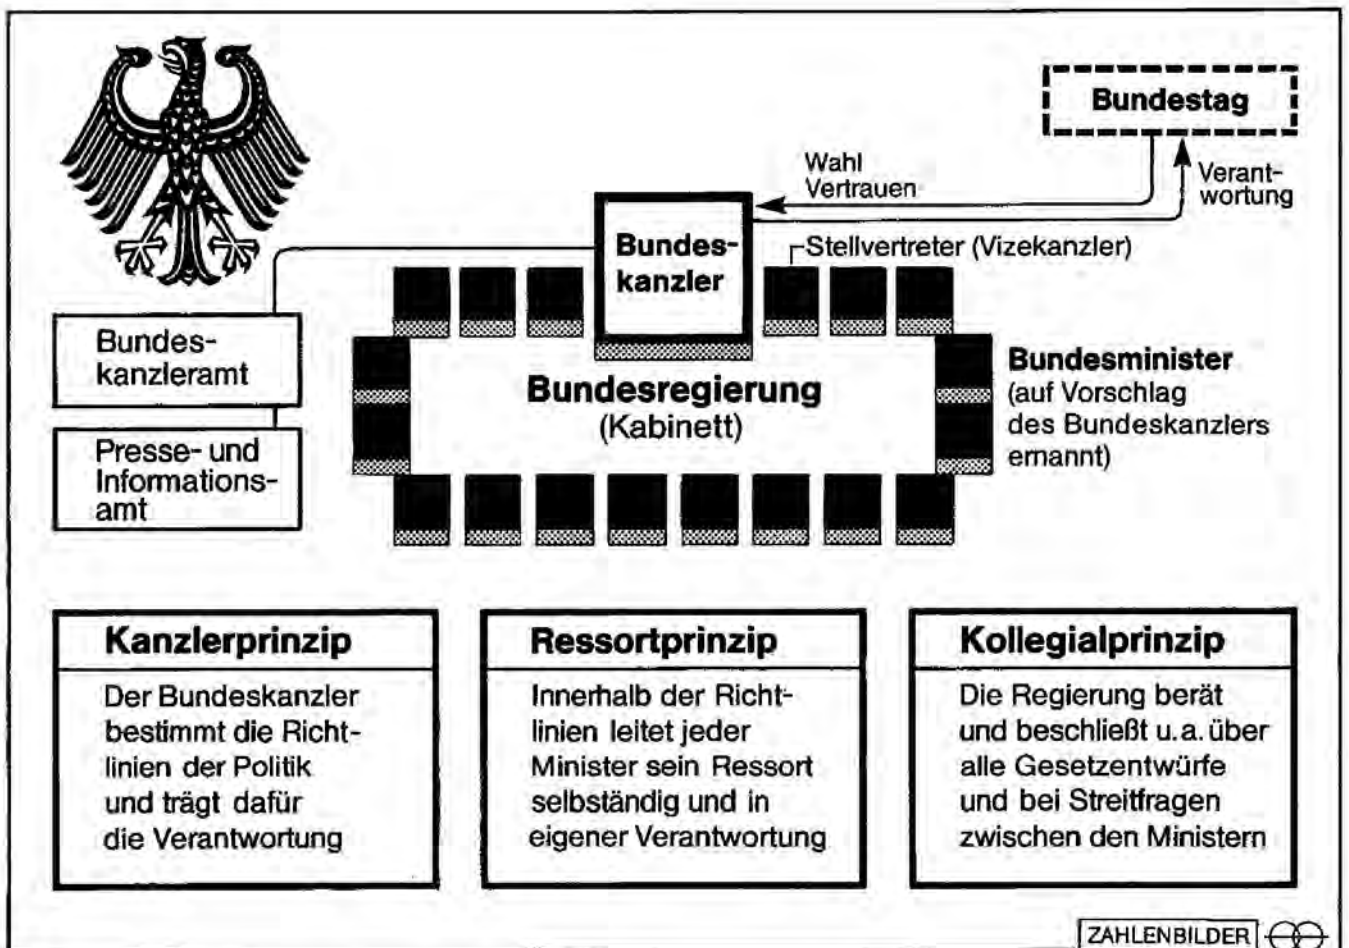 Bundestag
Wahl
Vertrauen
Verant-
wortung
Bundes-
kanzler
Stellvertreter (Vizekanzler)
Bundes-
kanzleramt
Presse- und
Informations-
amt
Bundesregierung
(Kabinett)
Bundesminister
(auf Vorschlag
des Bundeskanzlers
ernannt)
Kanzlerprinzip
Der Bundeskanzler
bestimmt die Richt-
linien der Politik
und trägt dafür
die Verantwortung
Ressortprinzip
Innerhalb der Richt-
linien leitet jeder
Minister sein Ressort
selbständig und in
eigener Verantwortung
Kollegialprinzip
Die Regierung berät
und beschließt u.a. über
alle Gesetzentwürfe
und bei Streitfragen
zwischen den Ministern
ZAHLENBILDER